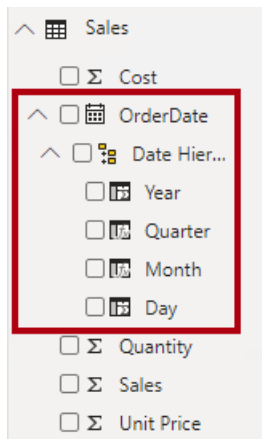 Sales
Σ Cost
OrderDate
Date Hier...
Year
Quarter
Month
Day
Σ Quantity
Σ Sales
Σ Unit Price